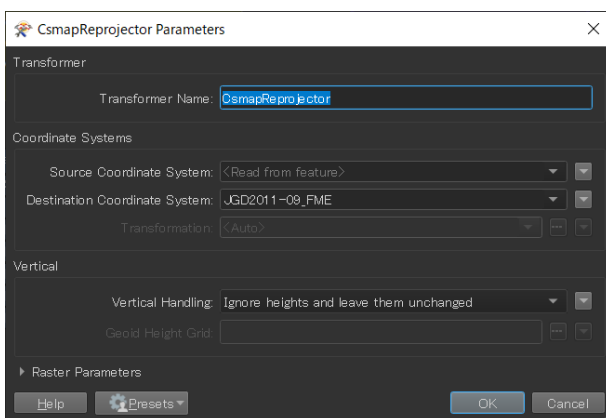 CsmapReprojector Parameters
Transformer
Transformer Name: CsmapReprojector
Coordinate Systems
Source Coordinate System: <Read from feature>
Destination Coordinate System: JGD2011-09_FME
Transformation: <Auto>
Vertical
Vertical Handling: Ignore heights and leave them unchanged
Geoid Height Grid:
Raster Parameters
Help Presets OK Cancel